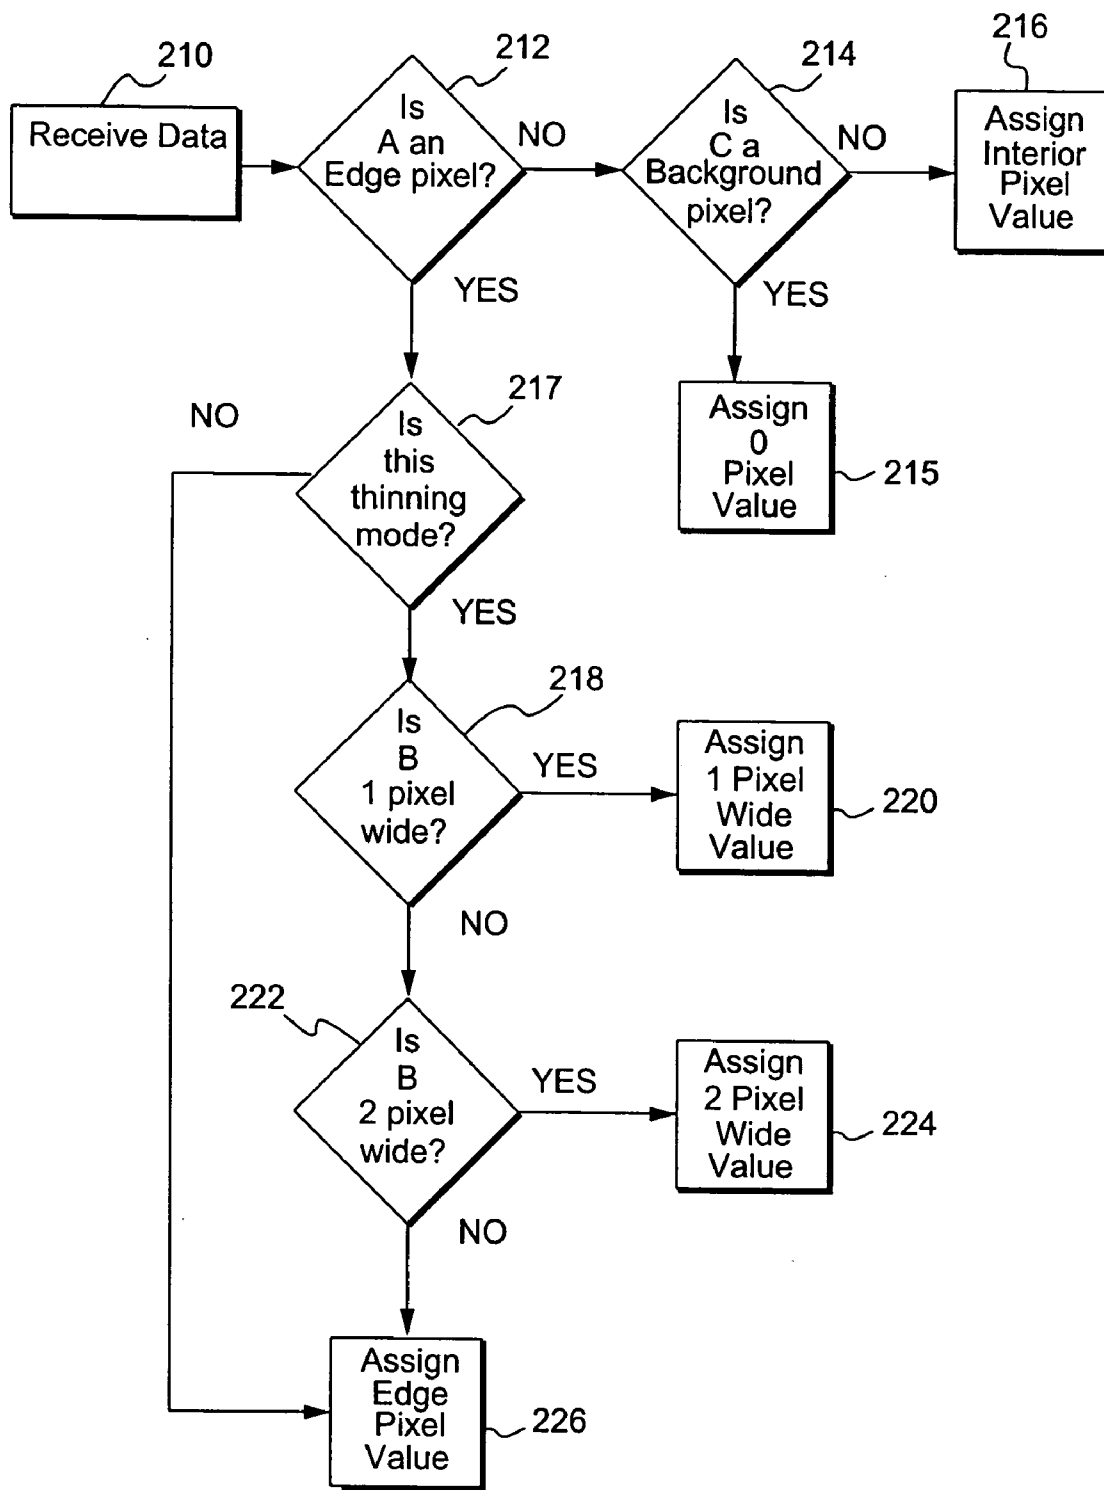 210
Receive Data
212
Is
A an
Edge pixel?
NO
YES
214
Is
C a
Background
pixel?
NO
YES
216
Assign
Interior
Pixel
Value
Assign
0
Pixel
Value
215
217
NO
Is
this
thinning
mode?
YES
218
Is
B
1 pixel
wide?
YES
NO
Assign
1 Pixel
Wide
Value
220
222
Is
B
2 pixel
wide?
YES
NO
Assign
2 Pixel
Wide
Value
224
Assign
Edge
Pixel
Value
226